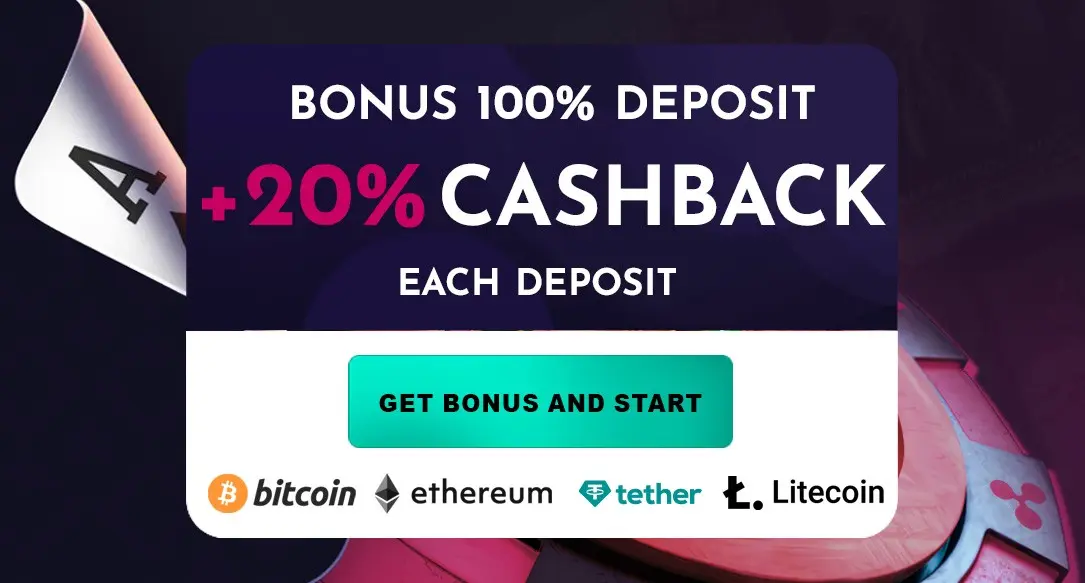 A
BONUS 100% DEPOSIT
+20% CASHBACK
EACH DEPOSIT
GET BONUS AND START
bitcoin ethereum tether Litecoin